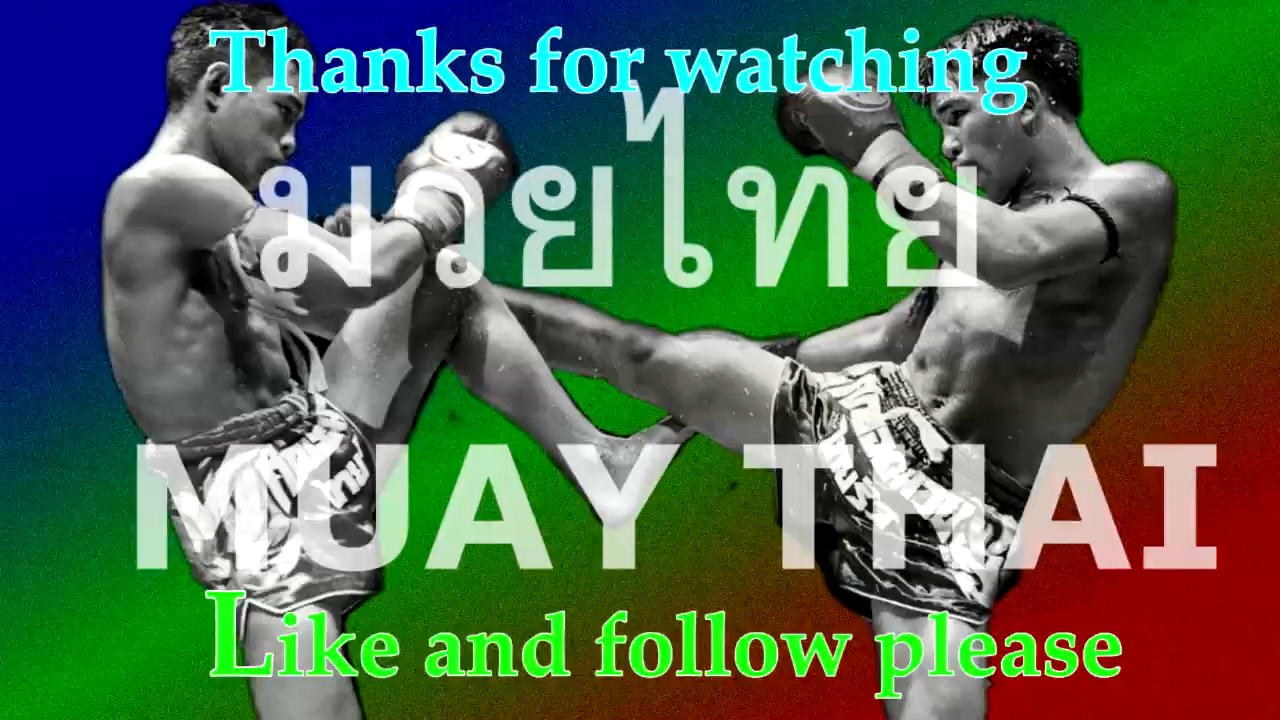 Thanks for watching
มวยไทย
MUAY THAI
Like and follow please